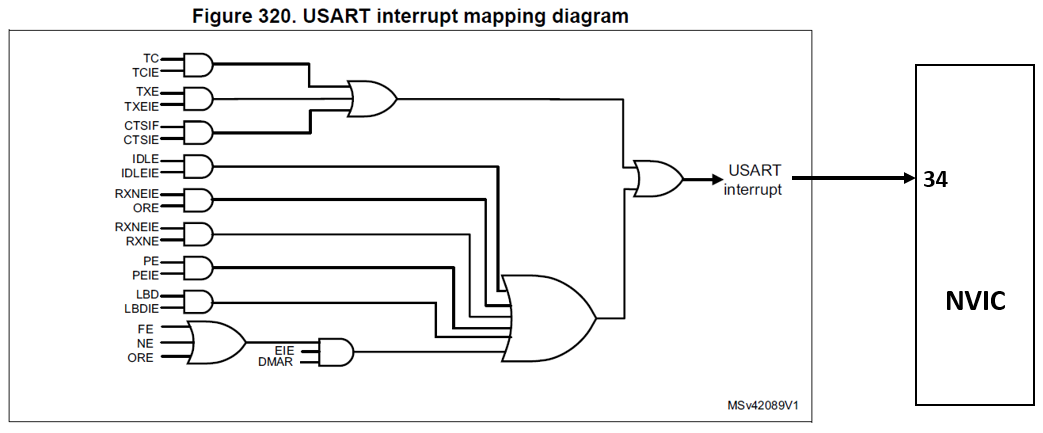 Figure 320. USART interrupt mapping diagram
TC
TCIE
TXE
TXEIE
CTSIF
CTSIE
IDLE
IDLEIE
RXNEIE
ORE
RXNEIE
RXNE
PE
PEIE
LBD
LBDIE
FE
NE
ORE
EIE
DMAR
USART
interrupt
34
NVIC
MSv42089V1